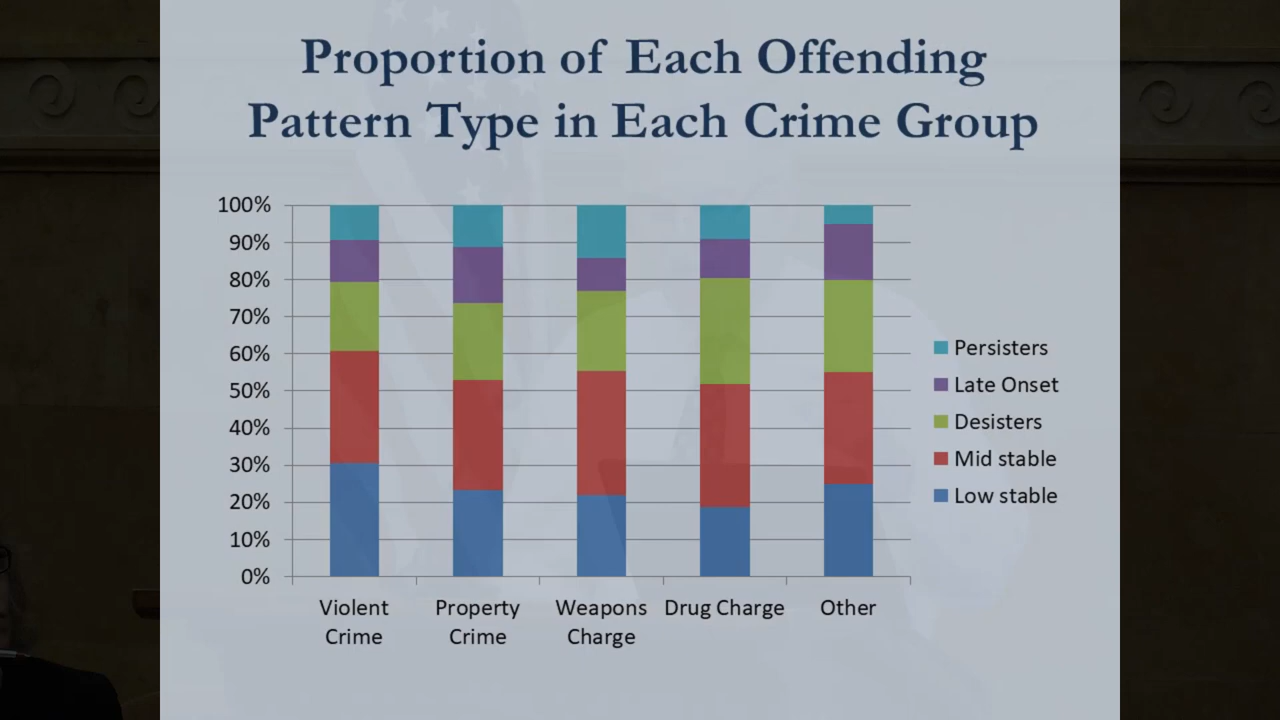 Proportion of Each Offending
Pattern Type in Each Crime Group
100%
90%
80%
70%
60%
50%
40%
30%
20%
10%
0%
Violent
Crime
Property
Crime
Weapons
Charge
Drug Charge
Other
Persisters
Late Onset
Desisters
Mid stable
Low stable